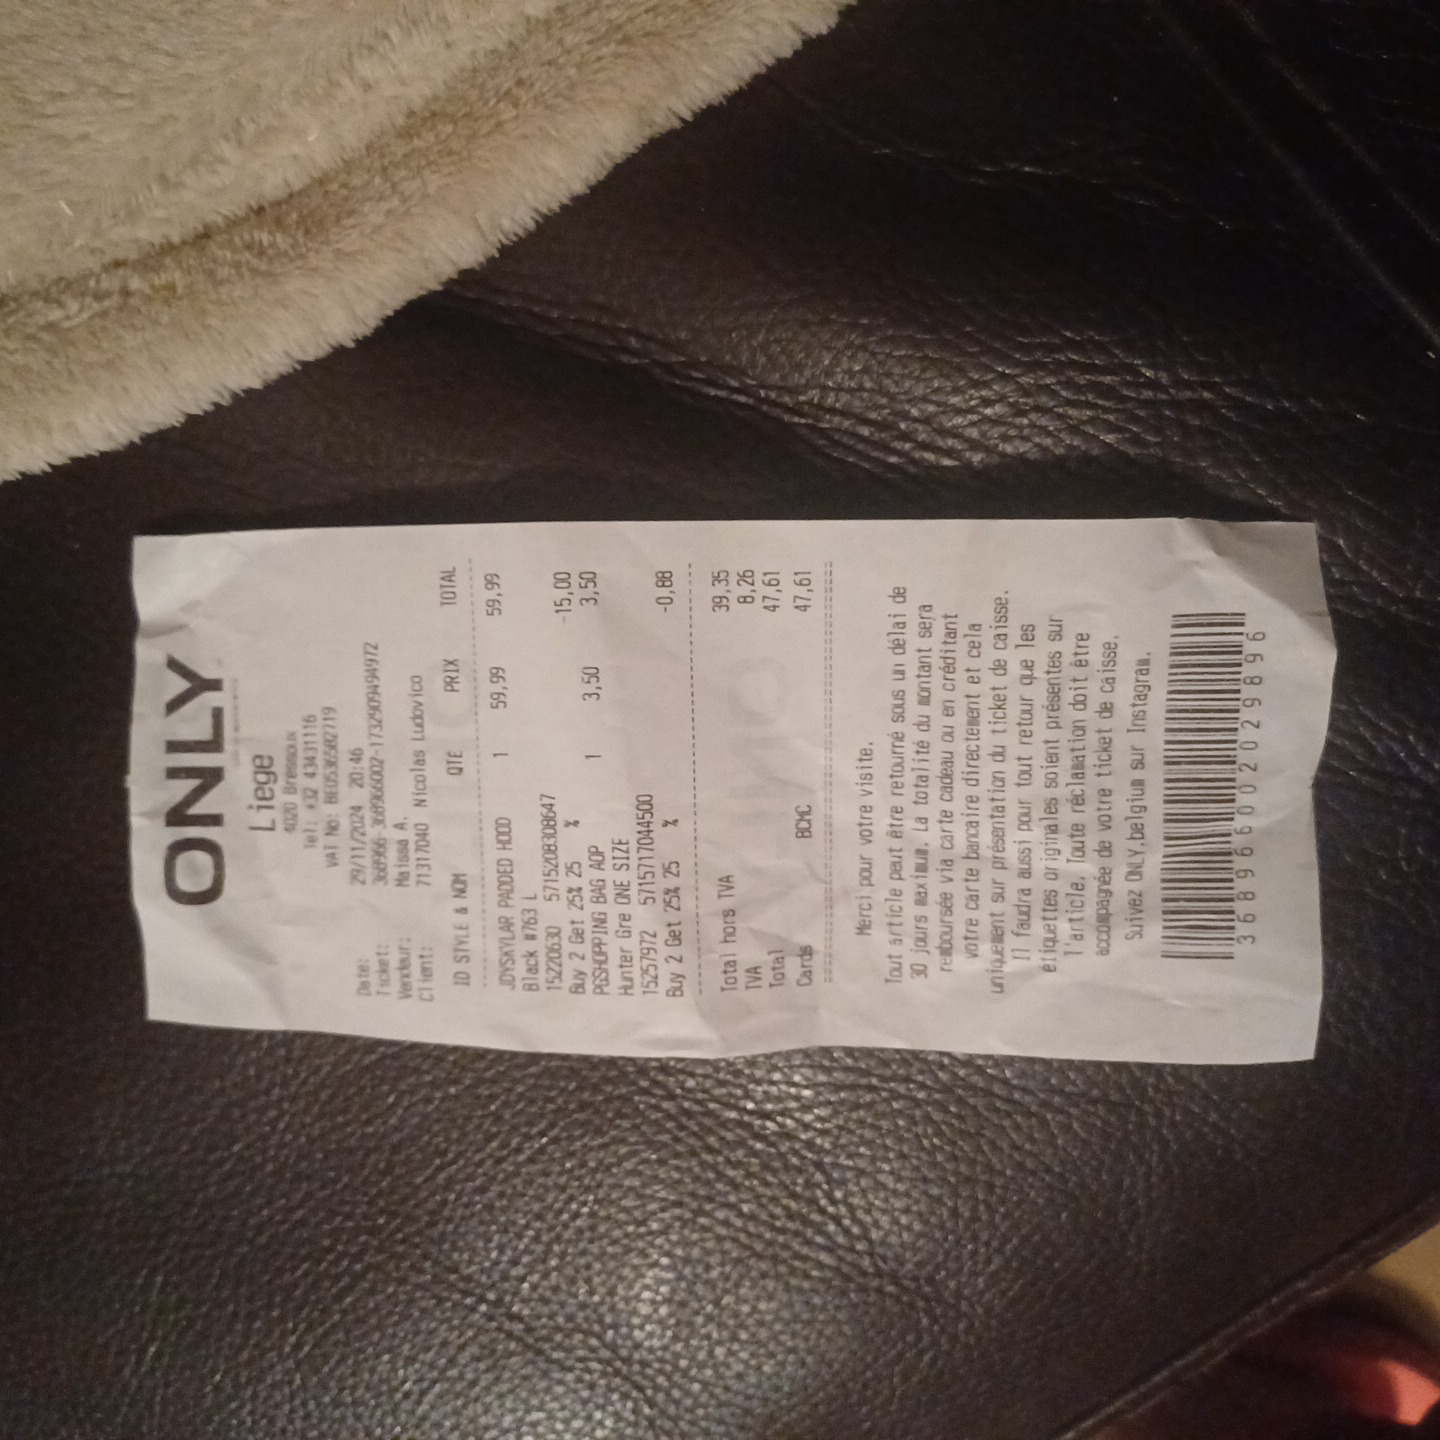 ONLY
Liege
4020 Bressoux
Tel: +32 43431116
VAT No: BE0536582719
Date: 29/11/2024 20:46
Ticket: 368966-368966002-1732909494972
Vendeur: Maissa A.
Client: 71317040 Nicolas Ludovico
ID STYLE & NOM QTE PRIX TOTAL
JDYSKYLAR PADDED HOOD 1 59,99 59,99
Black #763 L
15220630 5715208308647
Buy 2 Get 25% 25 % -15,00
PGSHOPPING BAG AOP 1 3,50 3,50
Hunter Gre ONE SIZE
15257972 5715717044500
Buy 2 Get 25% 25 % -0,88
Total hors TVA 39,35
TVA 8,26
Total 47,61
Cards BCMC 47,61
Merci pour votre visite.
Tout article peut être retourné sous un délai de
30 jours maximum. La totalité du montant sera
remboursée via carte cadeau ou en créditant
votre carte bancaire directement et cela
uniquement sur présentation du ticket de caisse.
Il faudra aussi pour tout retour que les
étiquettes originales soient présentes sur
l'article. Toute réclamation doit être
accompagnée de votre ticket de caisse.
Suivez ONLY.belgium sur Instagram.
368966002029896